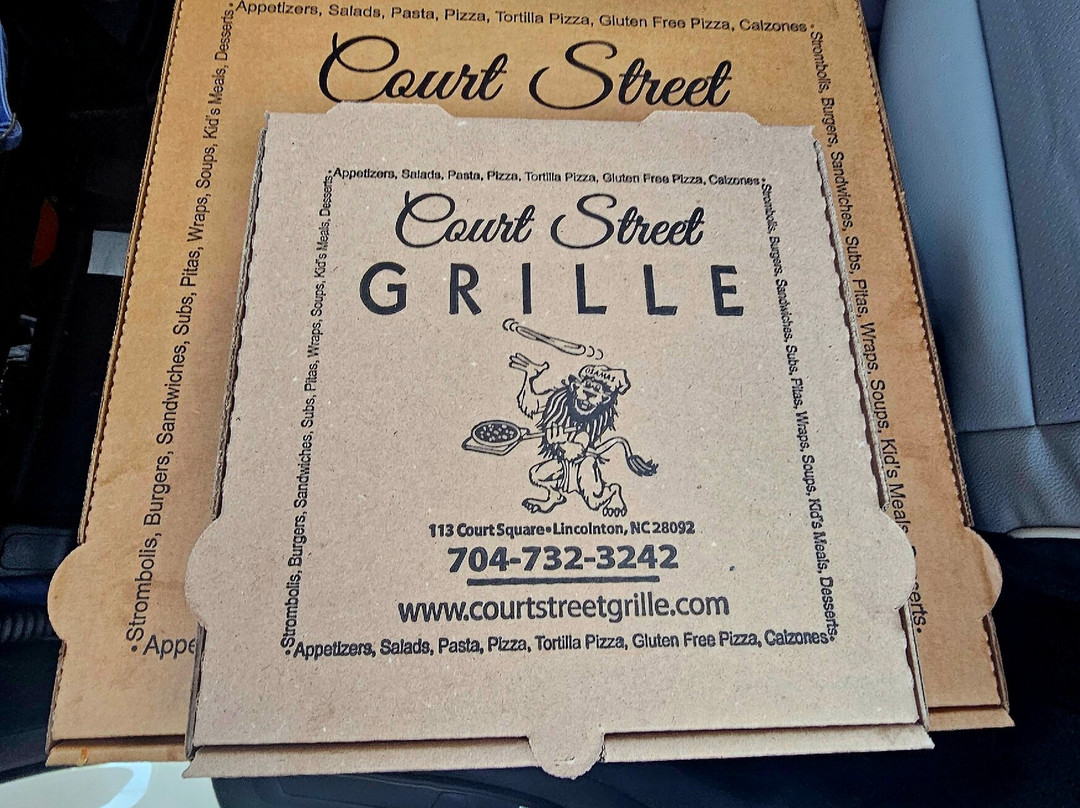 •Appetizers, Salads, Pasta, Pizza, Tortilla Pizza, Gluten Free Pizza, Calzones•
Court Street
Strombolis, Burgers, Sandwiches, Subs, Pitas, Wraps, Soups, Kid's Meals, Desserts
•Strombolis, Burgers, Sandwiches, Subs, Pitas, Wraps, Soups, Kid's Meals
erts•
•Appe
•Appetizers, Salads, Pasta, Pizza, Tortilla Pizza, Gluten Free Pizza, Calzones•
Strombolis, Burgers, Sandwiches, Subs, Pitas, Wraps, Soups, Kid's Meals, Desserts
Strombolis, Burgers, Sandwiches, Subs, Pitas, Wraps, Soups, Kid's Meals, Desserts
Court Street
GRILLE
113 Court Square•Lincolnton, NC 28092
704-732-3242
www.courtstreetgrille.com
•Appetizers, Salads, Pasta, Pizza, Tortilla Pizza, Gluten Free Pizza, Calzones•